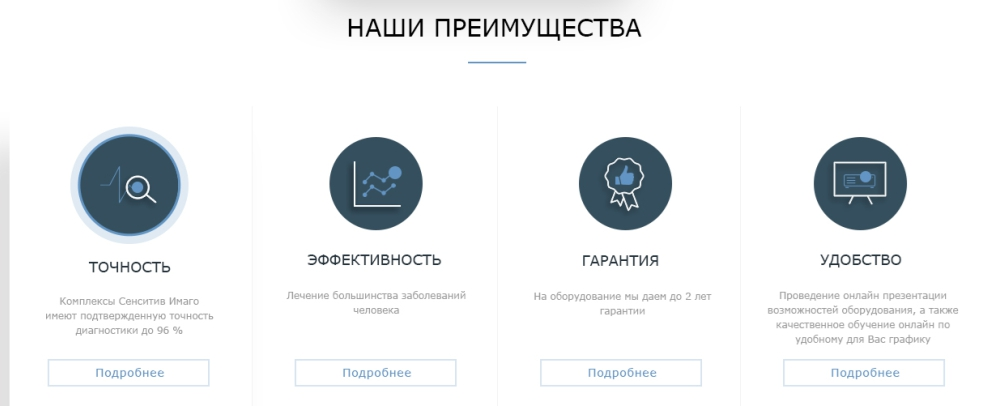 НАШИ ПРЕИМУЩЕСТВА
ТОЧНОСТЬ
Комплексы Сенситив Имаго
имеют подтвержденную точность
диагностики до 96 %
Подробнее
ЭФФЕКТИВНОСТЬ
Лечение большинства заболеваний
человека
Подробнее
ГАРАНТИЯ
На оборудование мы даем до 2 лет
гарантии
Подробнее
УДОБСТВО
Проведение онлайн презентации
возможностей оборудования, а также
качественное обучение онлайн по
удобному для Вас графику
Подробнее